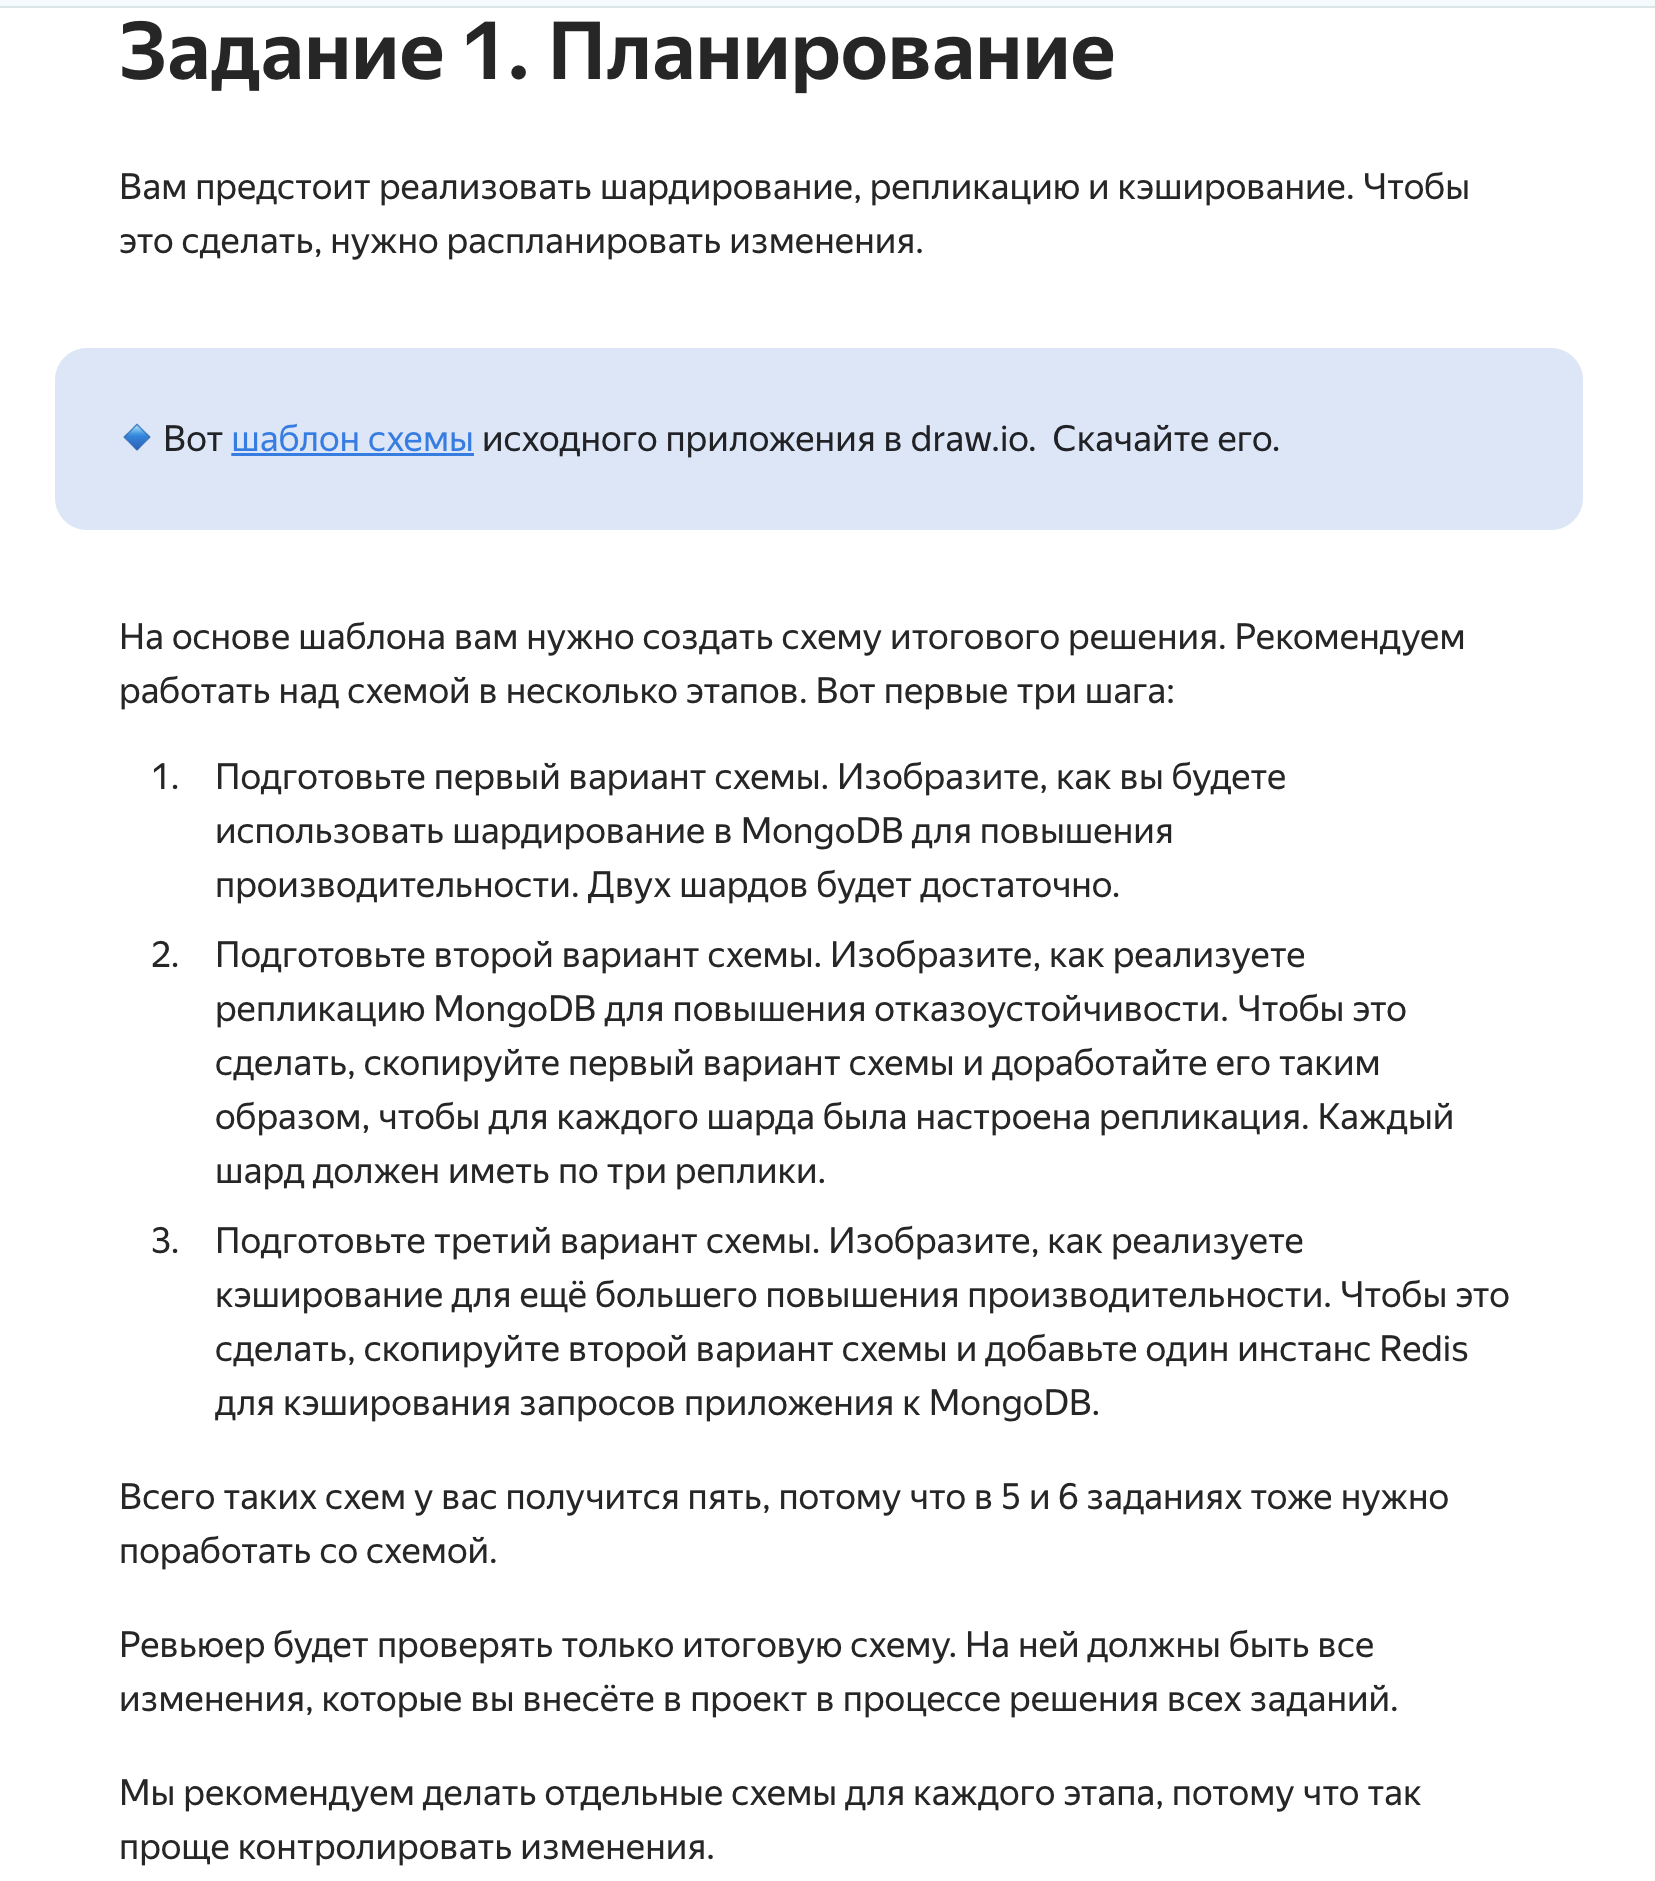 Задание 1. Планирование
Вам предстоит реализовать шардирование, репликацию и кэширование. Чтобы
это сделать, нужно распланировать изменения.
Вот шаблон схемы исходного приложения в draw.io. Скачайте его.
На основе шаблона вам нужно создать схему итогового решения. Рекомендуем
работать над схемой в несколько этапов. Вот первые три шага:
1. Подготовьте первый вариант схемы. Изобразите, как вы будете
использовать шардирование в MongoDB для повышения
производительности. Двух шардов будет достаточно.
2. Подготовьте второй вариант схемы. Изобразите, как реализуете
репликацию MongoDB для повышения отказоустойчивости. Чтобы это
сделать, скопируйте первый вариант схемы и доработайте его таким
образом, чтобы для каждого шарда была настроена репликация. Каждый
шард должен иметь по три реплики.
3. Подготовьте третий вариант схемы. Изобразите, как реализуете
кэширование для ещё большего повышения производительности. Чтобы это
сделать, скопируйте второй вариант схемы и добавьте один инстанс Redis
для кэширования запросов приложения к MongoDB.
Всего таких схем у вас получится пять, потому что в 5 и 6 заданиях тоже нужно
поработать со схемой.
Ревьюер будет проверять только итоговую схему. На ней должны быть все
изменения, которые вы внесёте в проект в процессе решения всех заданий.
Мы рекомендуем делать отдельные схемы для каждого этапа, потому что так
проще контролировать изменения.